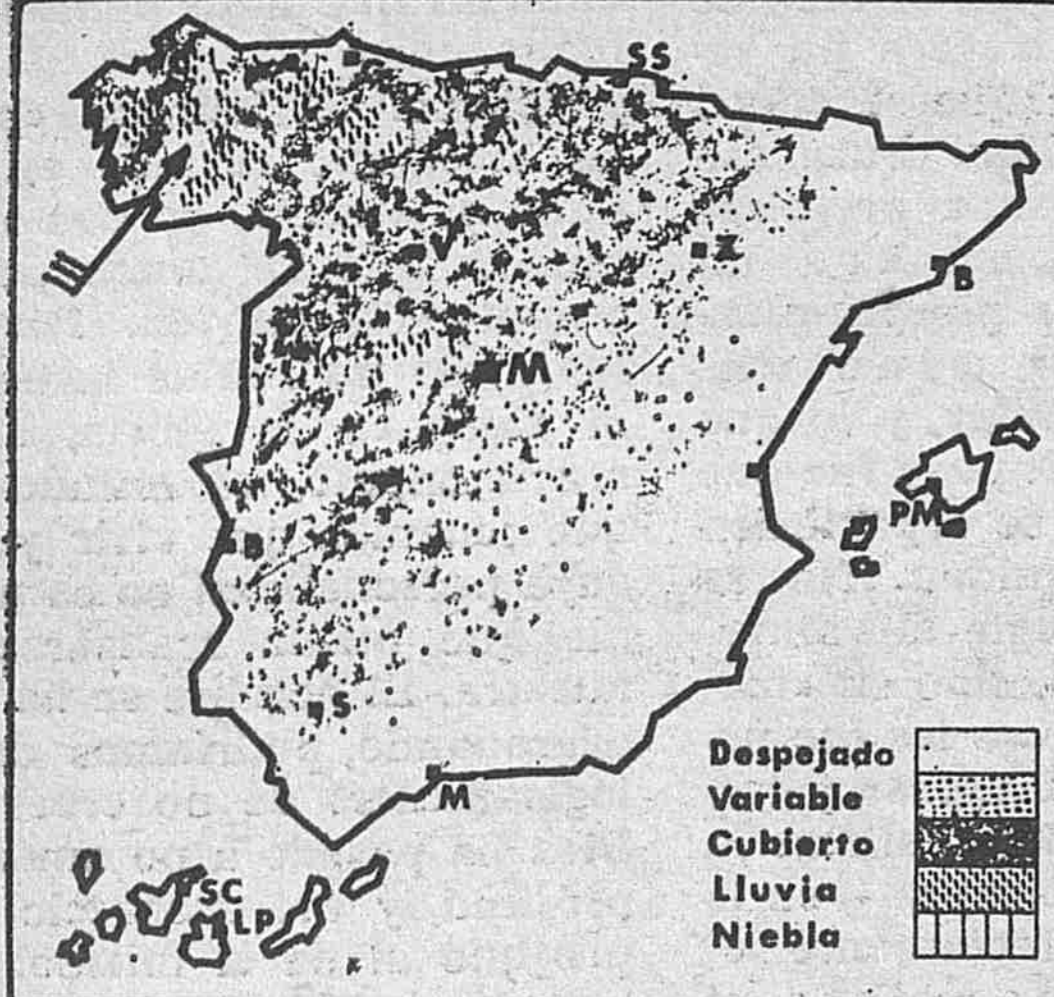 SS
V
Z
B
M
PM
B
S
M
SC
LP
Despejado
Variable
Cubierto
Lluvia
Niebla